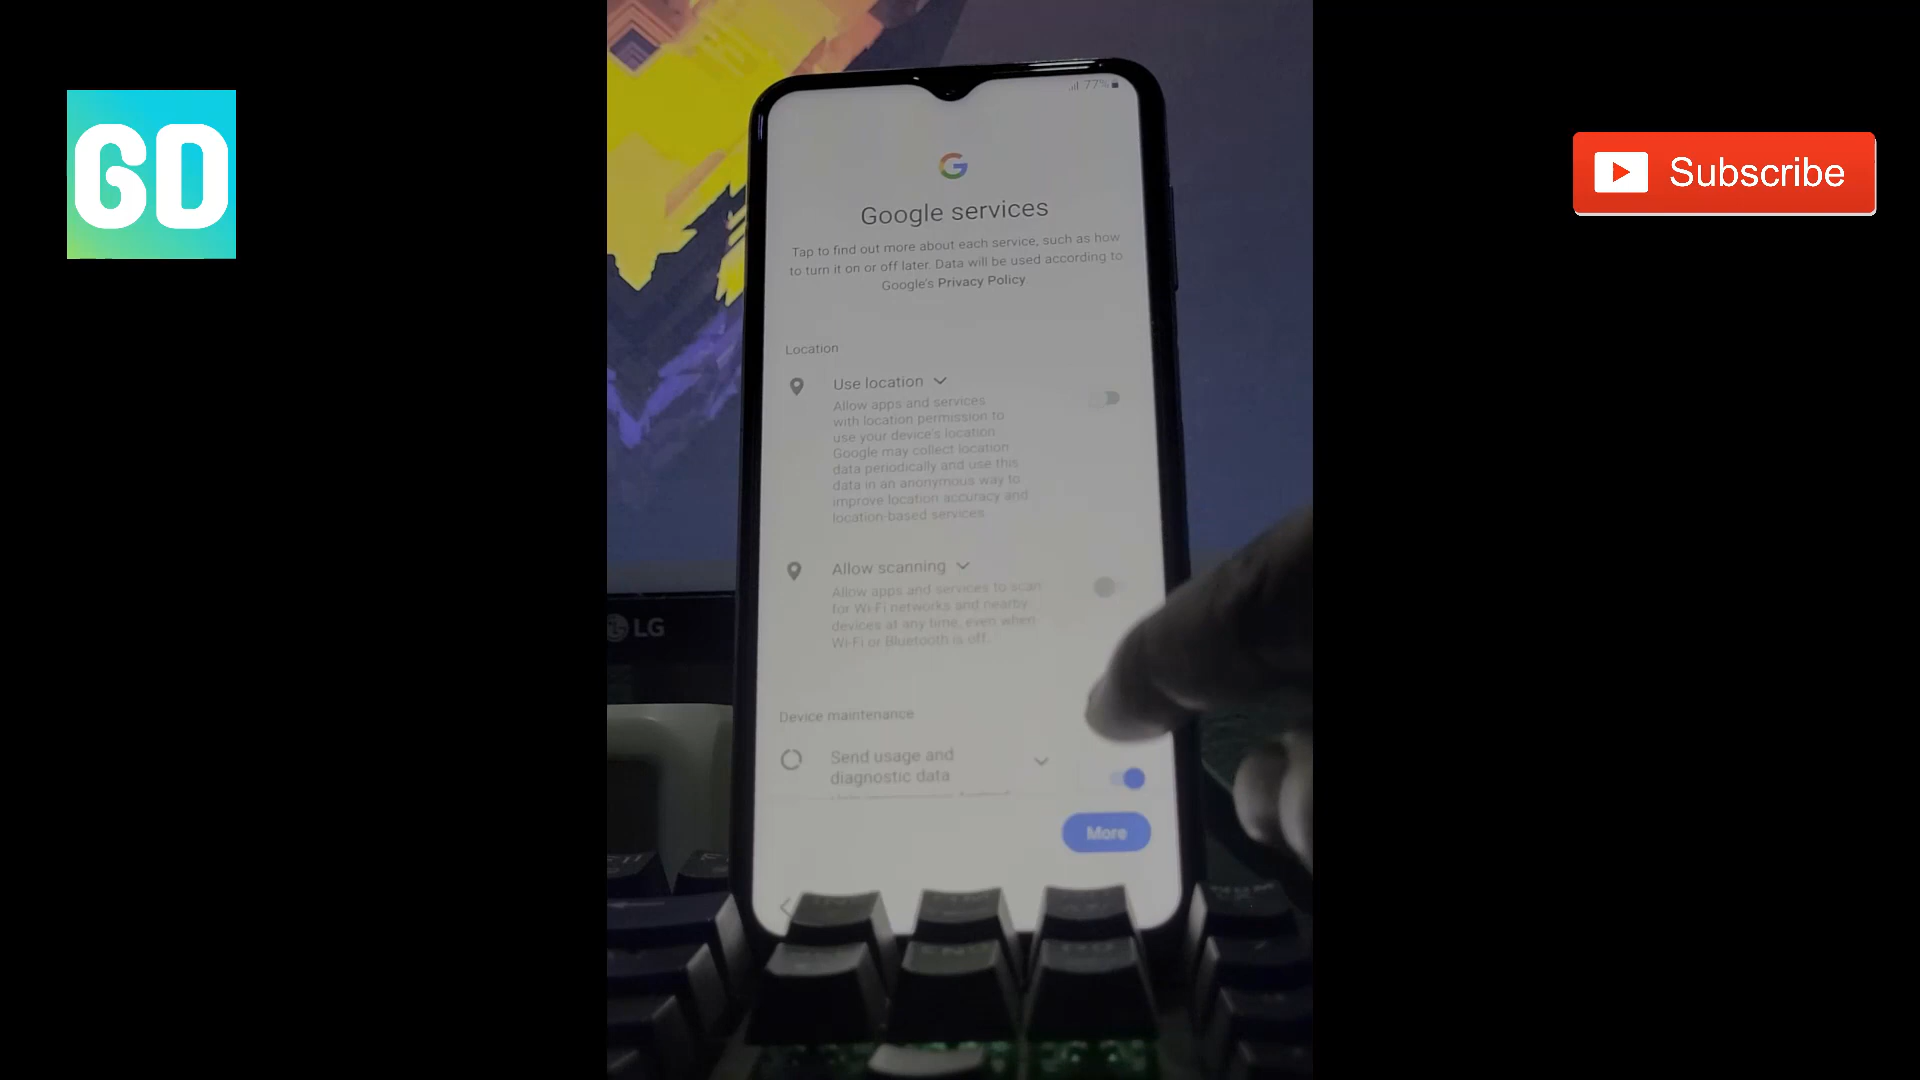 GD
Subscribe
77%
G
Google services
Tap to find out more about each service, such as how
to turn it on or off later. Data will be used according to
Google's Privacy Policy
Location
Use location
Allow apps and services
with location permission to
use your device's location
Google may collect location
data periodically and use this
data in an anonymous way to
improve location accuracy and
location-based services
Allow scanning
Allow apps and services to scan
for Wi-Fi networks and nearby
devices at any time, even when
Wi-Fi or Bluetooth is off.
Device maintenance
Send usage and
diagnostic data
More
LG